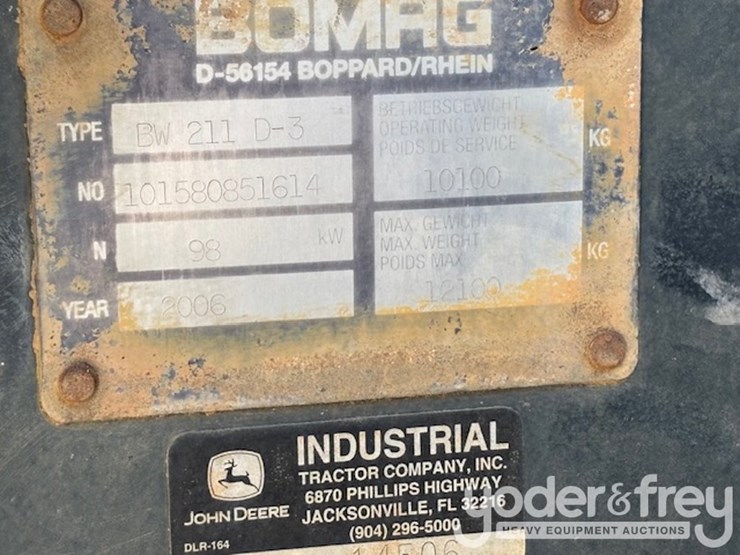 BOMAG
D-56154 BOPPARD/RHEIN
TYPE BW 211 D-3
NO 101580851614
N 98 kW
YEAR 2006
BETRIEBSGEWICHT
OPERATING WEIGHT
POIDS DE SERVICE
10100 KG
MAX. GEWICHT
MAX. WEIGHT
POIDS MAX.
12100 KG
JOHN DEERE
DLR-164
INDUSTRIAL
TRACTOR COMPANY, INC.
6870 PHILLIPS HIGHWAY
JACKSONVILLE, FL 32216
(904) 296-5000
yoder&frey
HEAVY EQUIPMENT AUCTIONS